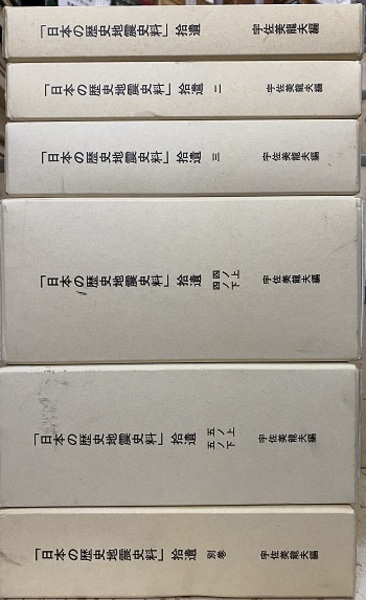 「日本の歴史地震史料」拾遺 宇佐美龍夫編
「日本の歴史地震史料」拾遺 二 宇佐美龍夫編
「日本の歴史地震史料」拾遺 三 宇佐美龍夫編
「日本の歴史地震史料」拾遺 四ノ上 四ノ下 宇佐美龍夫編
「日本の歴史地震史料」拾遺 五ノ上 五ノ下 宇佐美龍夫編
「日本の歴史地震史料」拾遺 別巻 宇佐美龍夫編